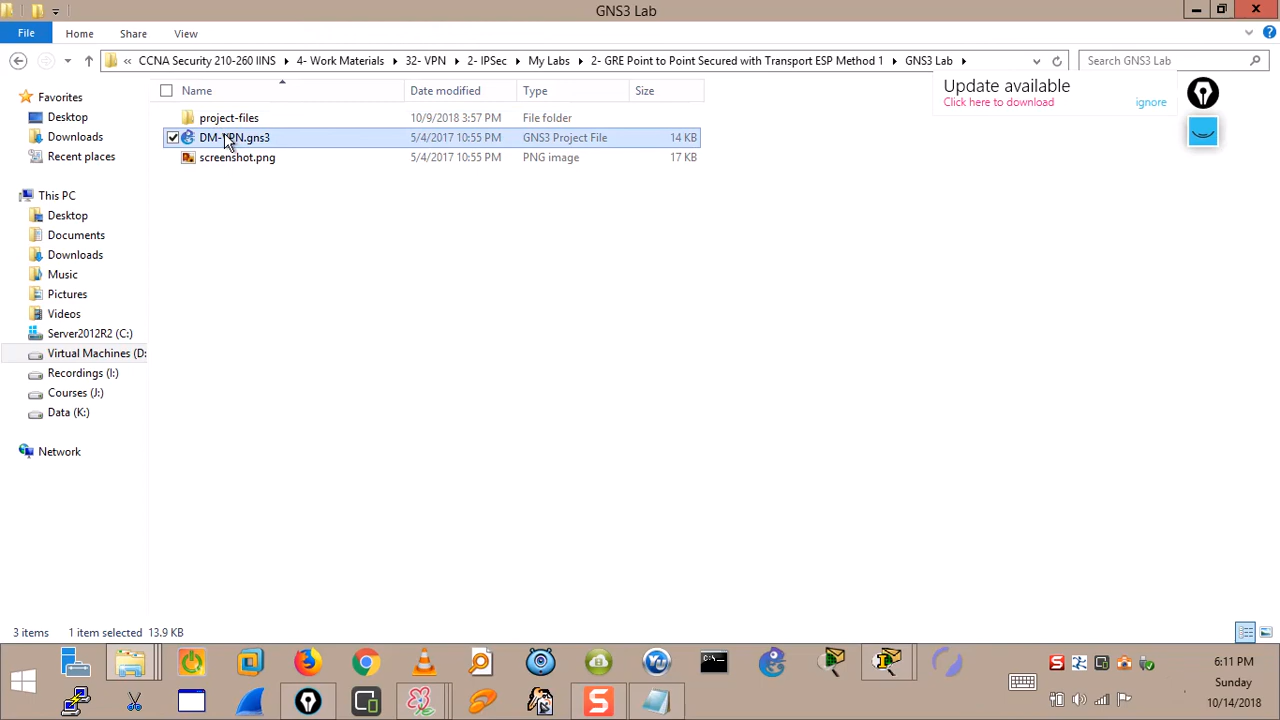 GNS3 Lab
File Home Share View
« CCNA Security 210-260 IINS 4- Work Materials 32- VPN 2- IPSec My Labs 2- GRE Point to Point Secured with Transport ESP Method 1 GNS3 Lab Search GNS3 Lab
Update available
Click here to download ignore
Name Date modified Type Size
project-files 10/9/2018 3:57 PM File folder
DM-VPN.gns3 5/4/2017 10:55 PM GNS3 Project File 14 KB
screenshot.png 5/4/2017 10:55 PM PNG image 17 KB
Favorites
Desktop
Downloads
Recent places
This PC
Desktop
Documents
Downloads
Music
Pictures
Videos
Server2012R2 (C:)
Virtual Machines (D:
Recordings (I:)
Courses (J:)
Data (K:)
Network
3 items 1 item selected 13.9 KB
6:11 PM
Sunday
10/14/2018